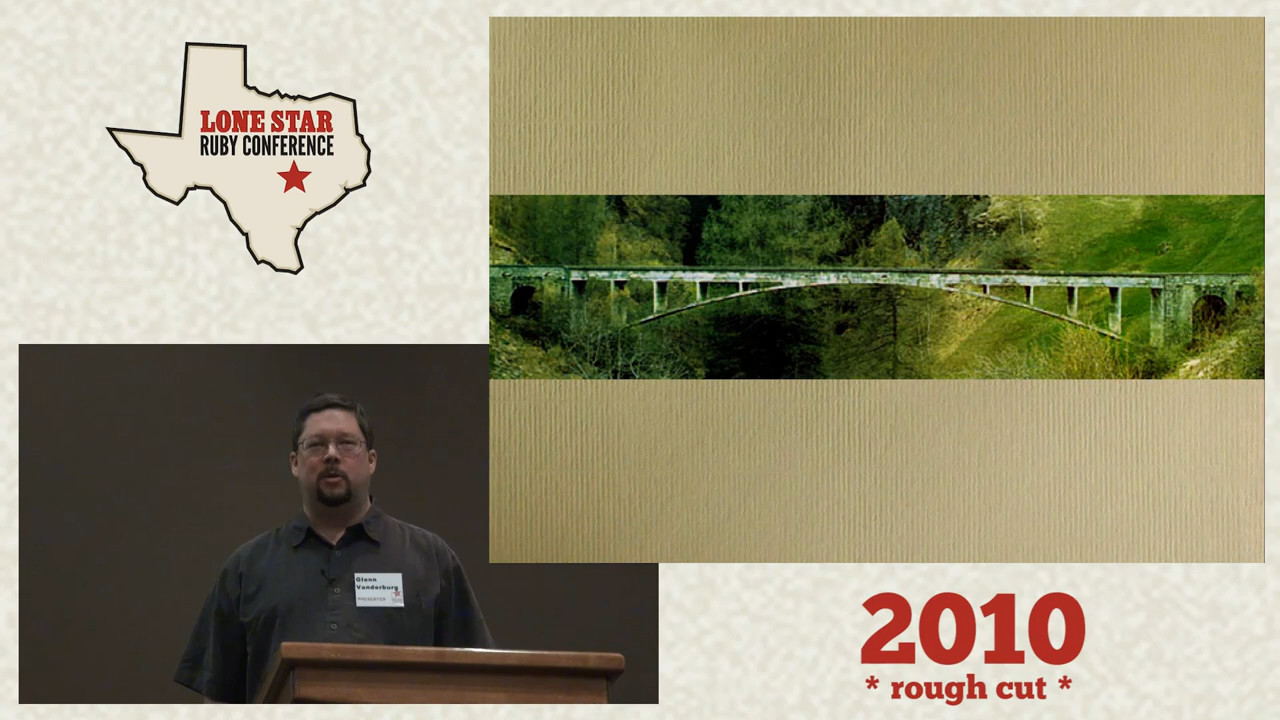 LONE STAR
RUBY CONFERENCE
Glenn
Vanderburg
PRESENTER
2010
* rough cut *